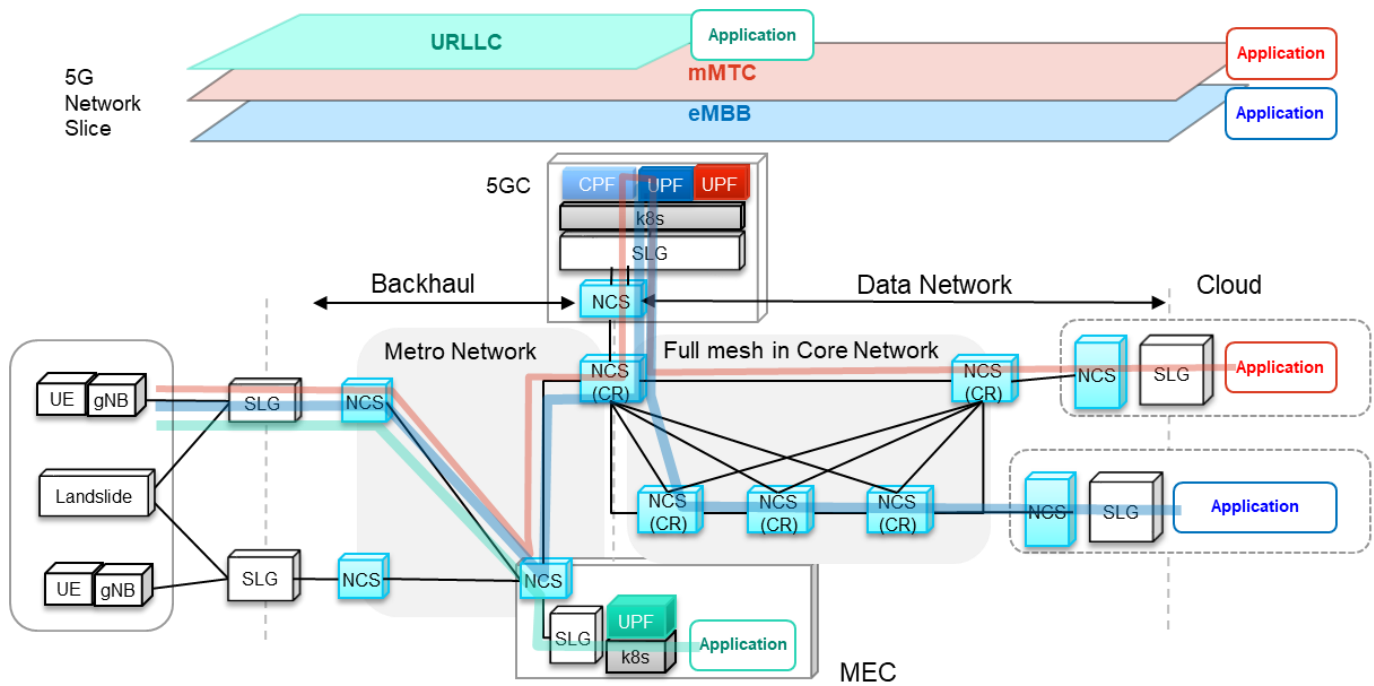 URLLC
Application
5G
Network
Slice
mMTC
Application
eMBB
Application
5GC
CPF
UPF
UPF
k8s
SLG
Backhaul
NCS
Data Network
Cloud
Metro Network
Full mesh in Core Network
UE
gNB
SLG
NCS
NCS
(CR)
NCS
(CR)
NCS
SLG
Application
Landslide
NCS
(CR)
NCS
(CR)
NCS
(CR)
NCS
SLG
Application
UE
gNB
SLG
NCS
NCS
SLG
UPF
k8s
Application
MEC